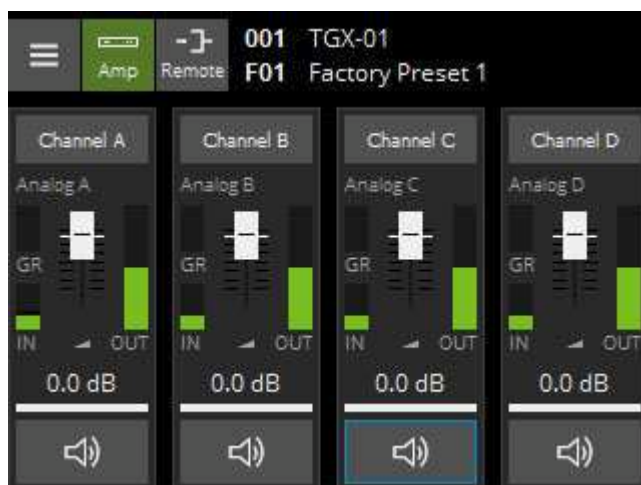 Amp
Remote
001 TGX-01
F01 Factory Preset 1
Channel A Channel B Channel C Channel D
Analog A Analog B Analog C Analog D
GR GR GR GR
IN OUT IN OUT IN OUT IN OUT
0.0 dB 0.0 dB 0.0 dB 0.0 dB